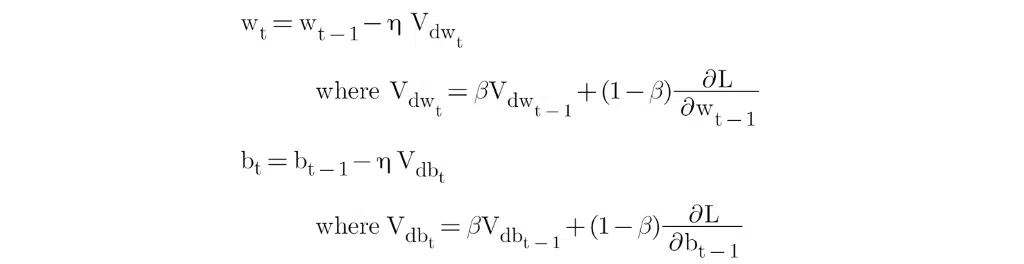 w_t = w_{t-1} - η V_{dw_t}
where V_{dw_t} = βV_{dw_{t-1}} + (1 - β) ∂L/∂w_{t-1}
b_t = b_{t-1} - η V_{db_t}
where V_{db_t} = βV_{db_{t-1}} + (1 - β) ∂L/∂b_{t-1}